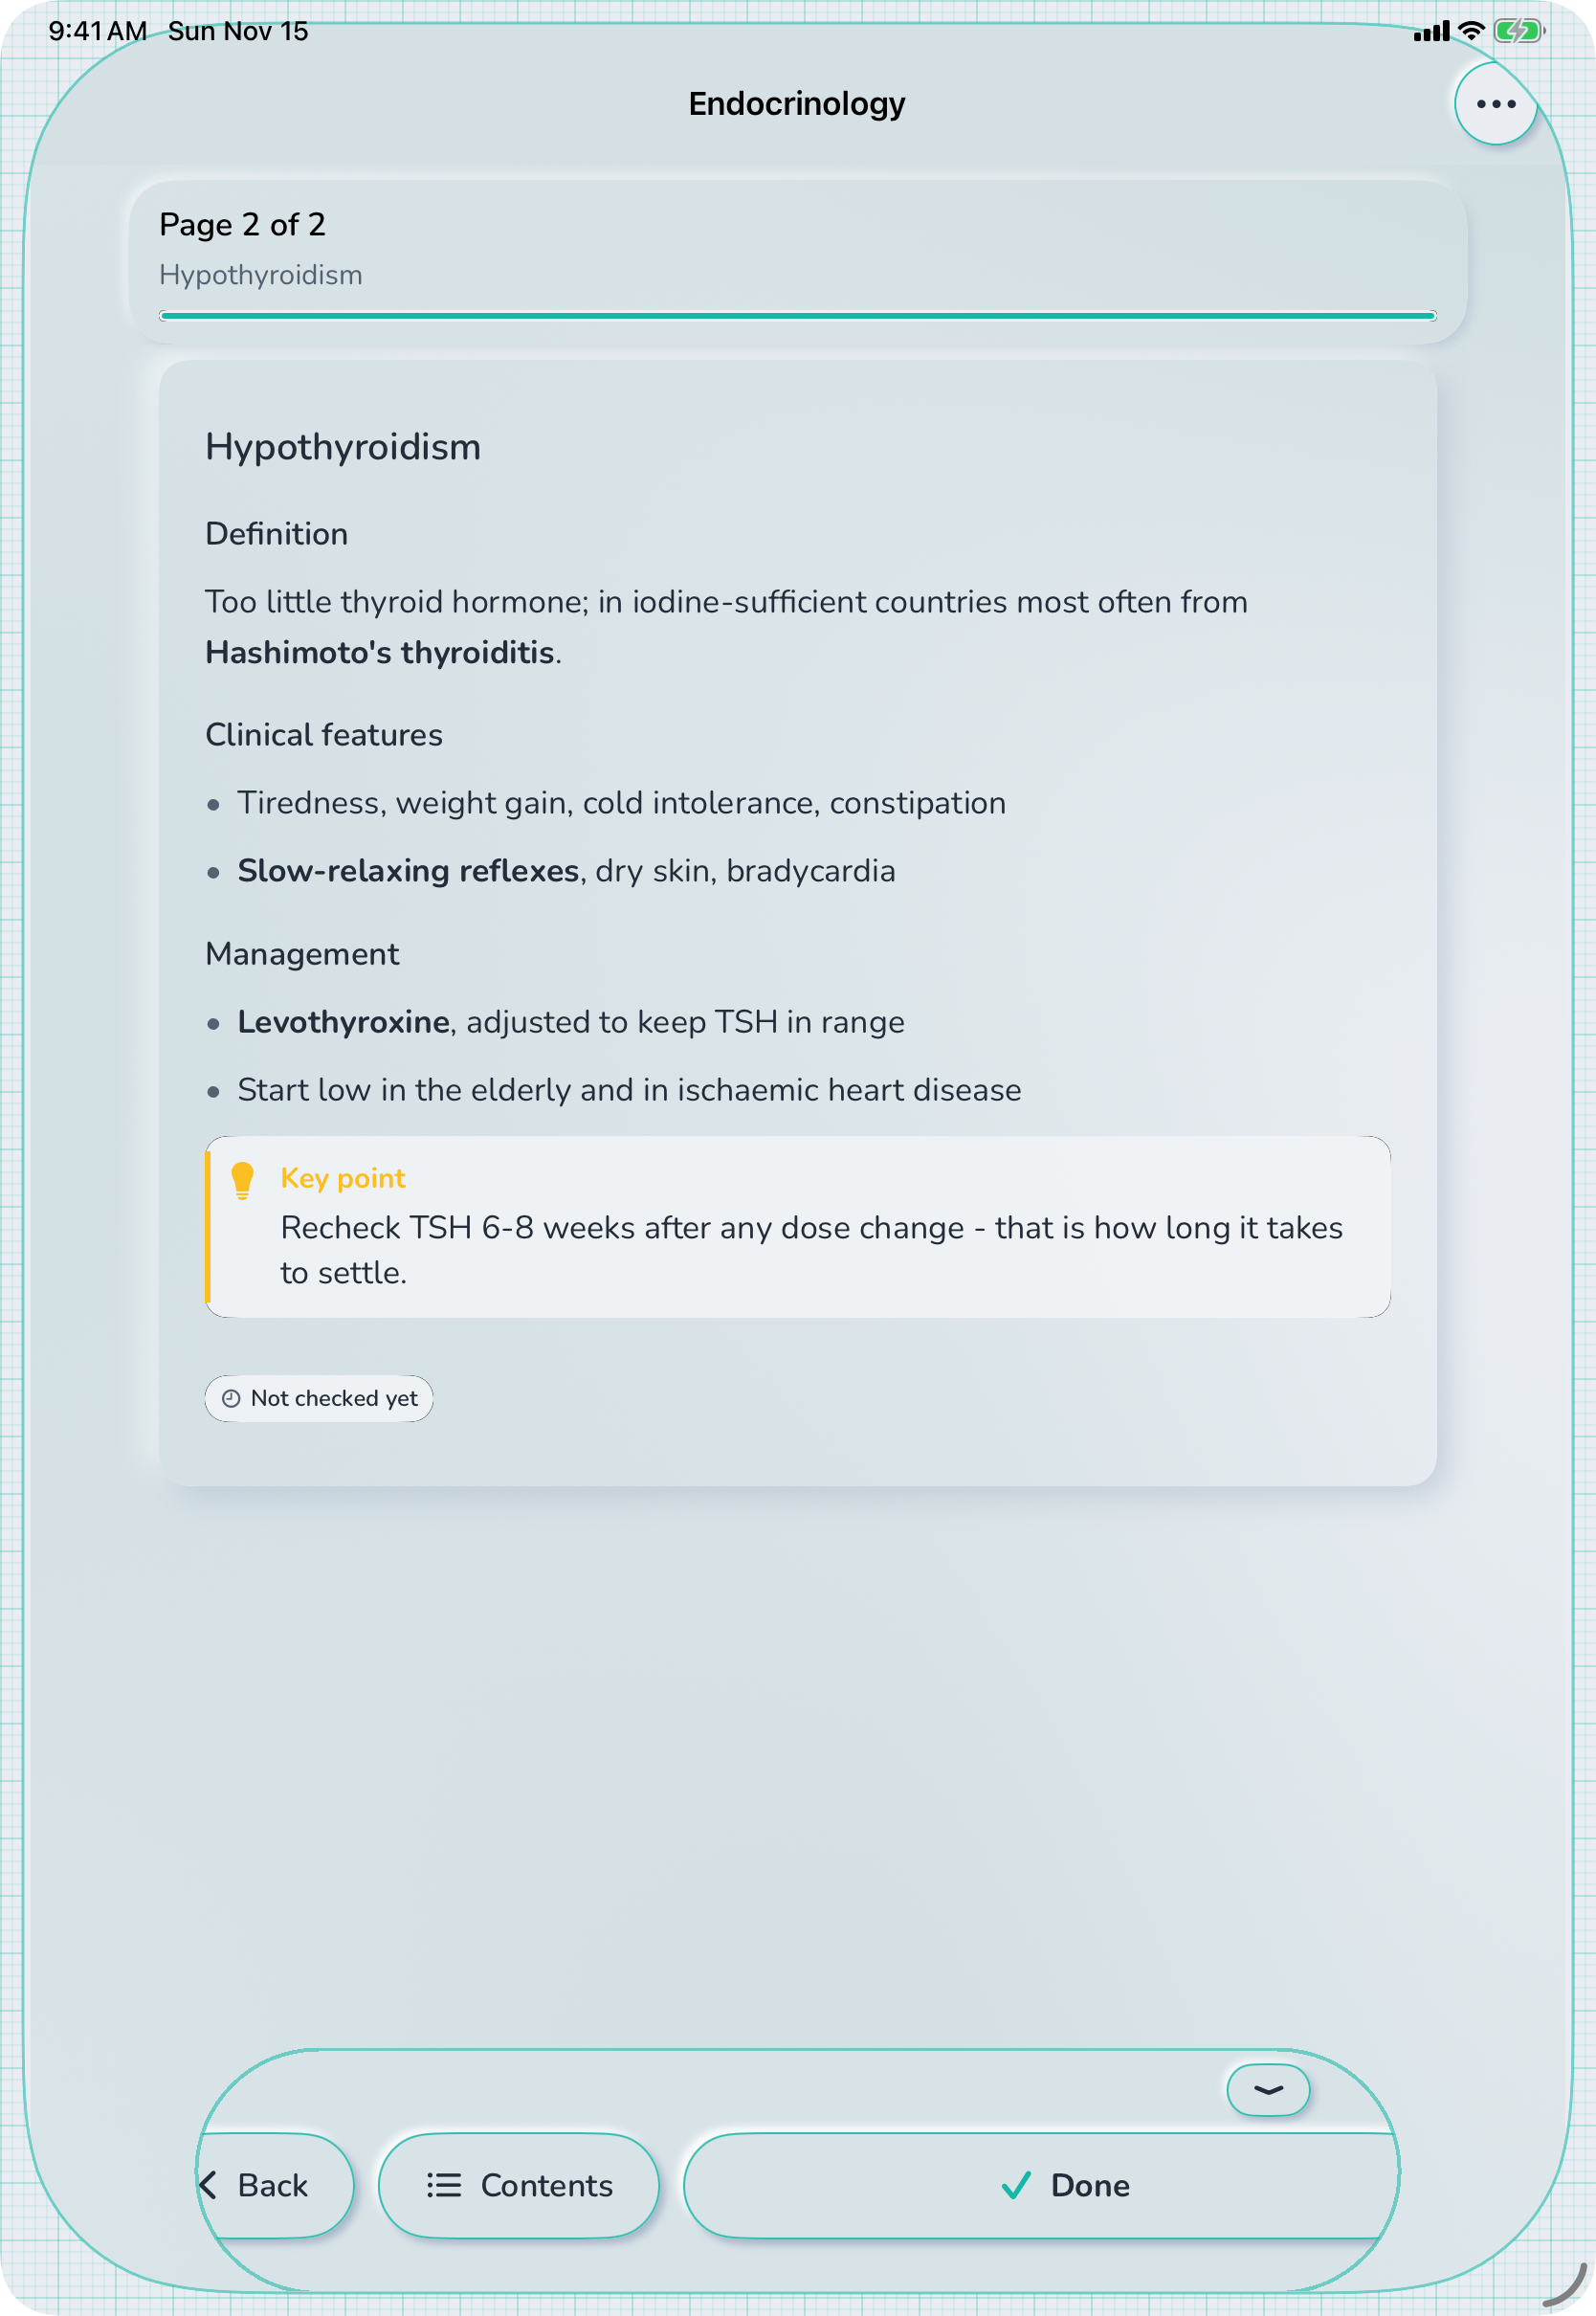 9:41 AM Sun Nov 15
Endocrinology
Page 2 of 2
Hypothyroidism
Hypothyroidism
Definition
Too little thyroid hormone; in iodine-sufficient countries most often from
Hashimoto's thyroiditis.
Clinical features
Tiredness, weight gain, cold intolerance, constipation
Slow-relaxing reflexes, dry skin, bradycardia
Management
Levothyroxine, adjusted to keep TSH in range
Start low in the elderly and in ischaemic heart disease
Key point
Recheck TSH 6-8 weeks after any dose change - that is how long it takes
to settle.
Not checked yet
Back Contents Done